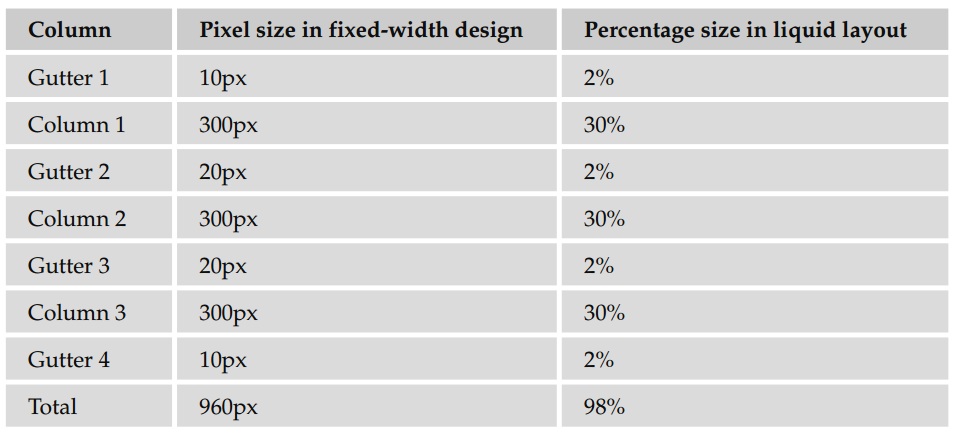 Column Pixel size in fixed-width design Percentage size in liquid layout
Gutter 1 10px 2%
Column 1 300px 30%
Gutter 2 20px 2%
Column 2 300px 30%
Gutter 3 20px 2%
Column 3 300px 30%
Gutter 4 10px 2%
Total 960px 98%